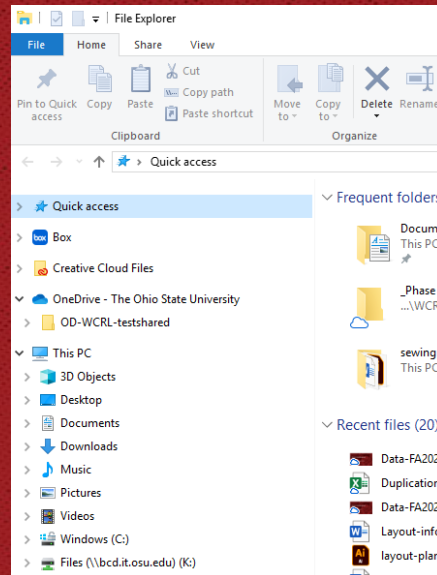 File Explorer
File Home Share View
Cut
Copy path
Paste shortcut
Pin to Quick access
Copy
Paste
Move to
Copy to
Delete
Rename
Clipboard
Organize
Quick access
Quick access
box Box
Creative Cloud Files
OneDrive - The Ohio State University
OD-WCRL-testshared
This PC
3D Objects
Desktop
Documents
Downloads
Music
Pictures
Videos
Windows (C:)
Files (\\bcd.it.osu.edu) (K:)
Frequent folders
Docum
This PC
_Phase
...\WCR
sewing
This PC
Recent files (20)
Data-FA202
Duplication
Data-FA202
Layout-info
Ai layout-plan